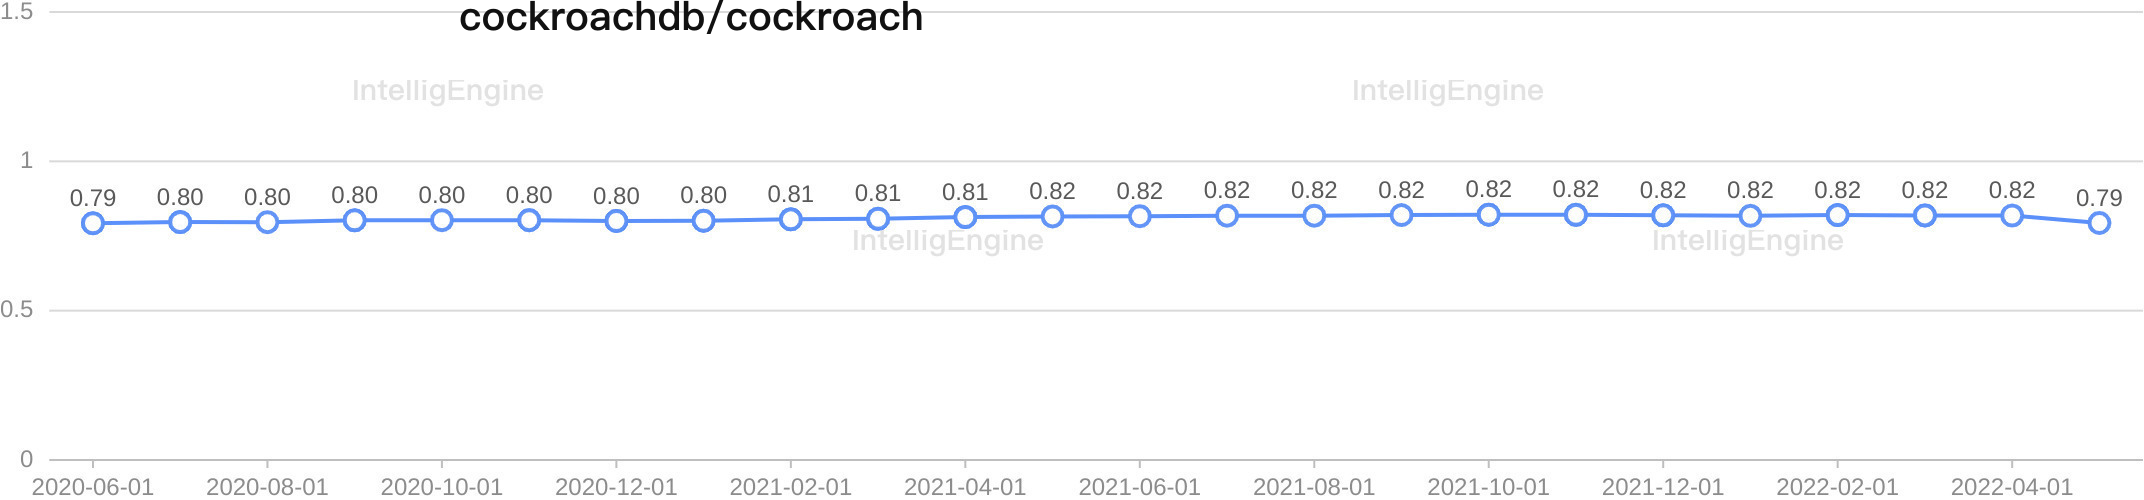 1.5
cockroachdb/cockroach
IntelligEngine IntelligEngine
1
0.79 0.80 0.80 0.80 0.80 0.80 0.80 0.80 0.81 0.81 0.81 0.82 0.82 0.82 0.82 0.82 0.82 0.82 0.82 0.82 0.82 0.82 0.82 0.79
IntelligEngine IntelligEngine
0.5
0
2020-06-01 2020-08-01 2020-10-01 2020-12-01 2021-02-01 2021-04-01 2021-06-01 2021-08-01 2021-10-01 2021-12-01 2022-02-01 2022-04-01